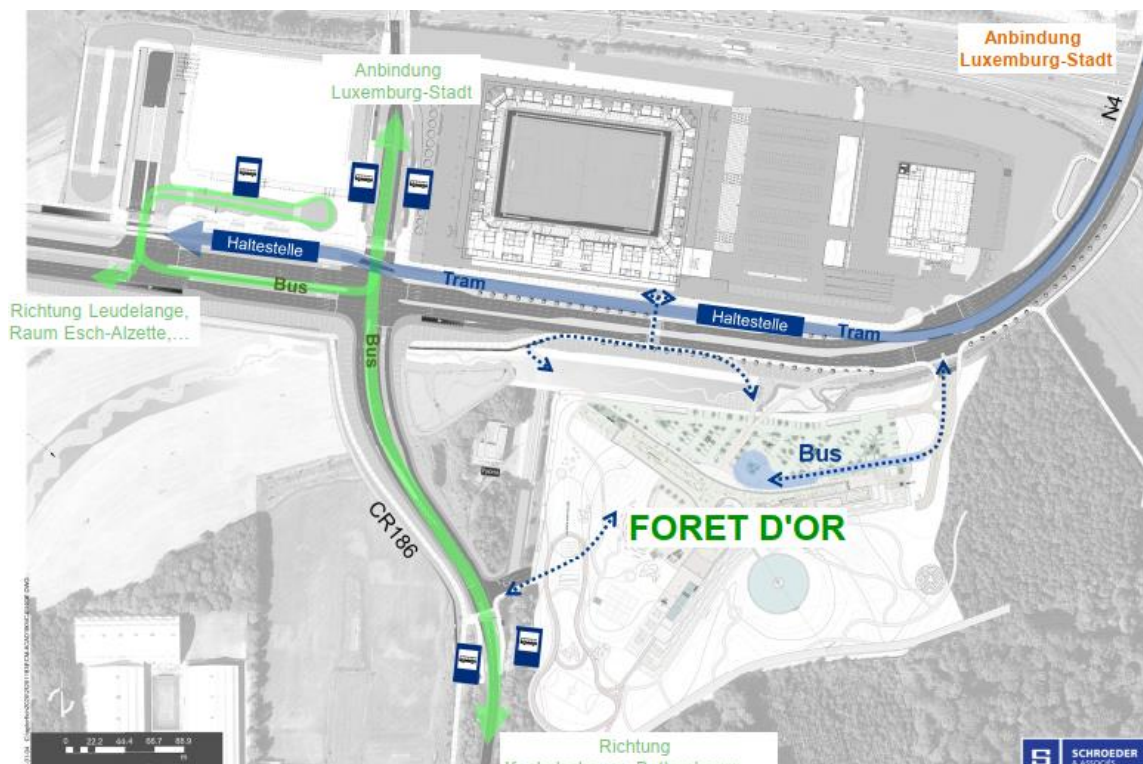 Anbindung
Luxemburg-Stadt
Anbindung
Luxemburg-Stadt
N4
Haltestelle
Bus
Tram
Haltestelle
Tram
Richtung Leudelange,
Raum Esch-Alzette,...
Bus
Bus
CR186
FORET D'OR
0 22.2 44.4 66.7 88.9
m
Richtung
S
SCHROEDER
& ASSOCIÉS